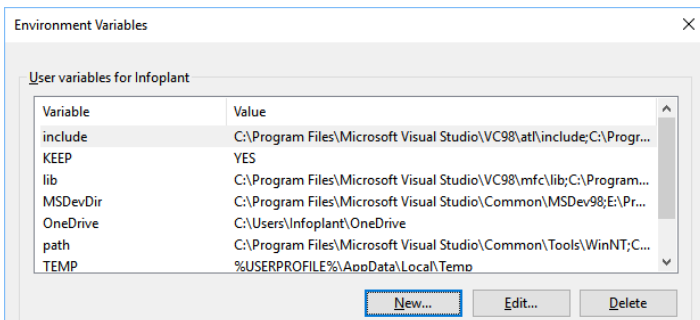 Environment Variables
User variables for Infoplant
Variable Value
include C:\Program Files\Microsoft Visual Studio\VC98\atl\include;C:\Progr...
KEEP YES
lib C:\Program Files\Microsoft Visual Studio\VC98\mfc\lib;C:\Program...
MSDevDir C:\Program Files\Microsoft Visual Studio\Common\MSDev98;E:\Pr...
OneDrive C:\Users\Infoplant\OneDrive
path C:\Program Files\Microsoft Visual Studio\Common\Tools\WinNT;C...
TEMP %USERPROFILE%\AppData\Local\Temp
New... Edit... Delete